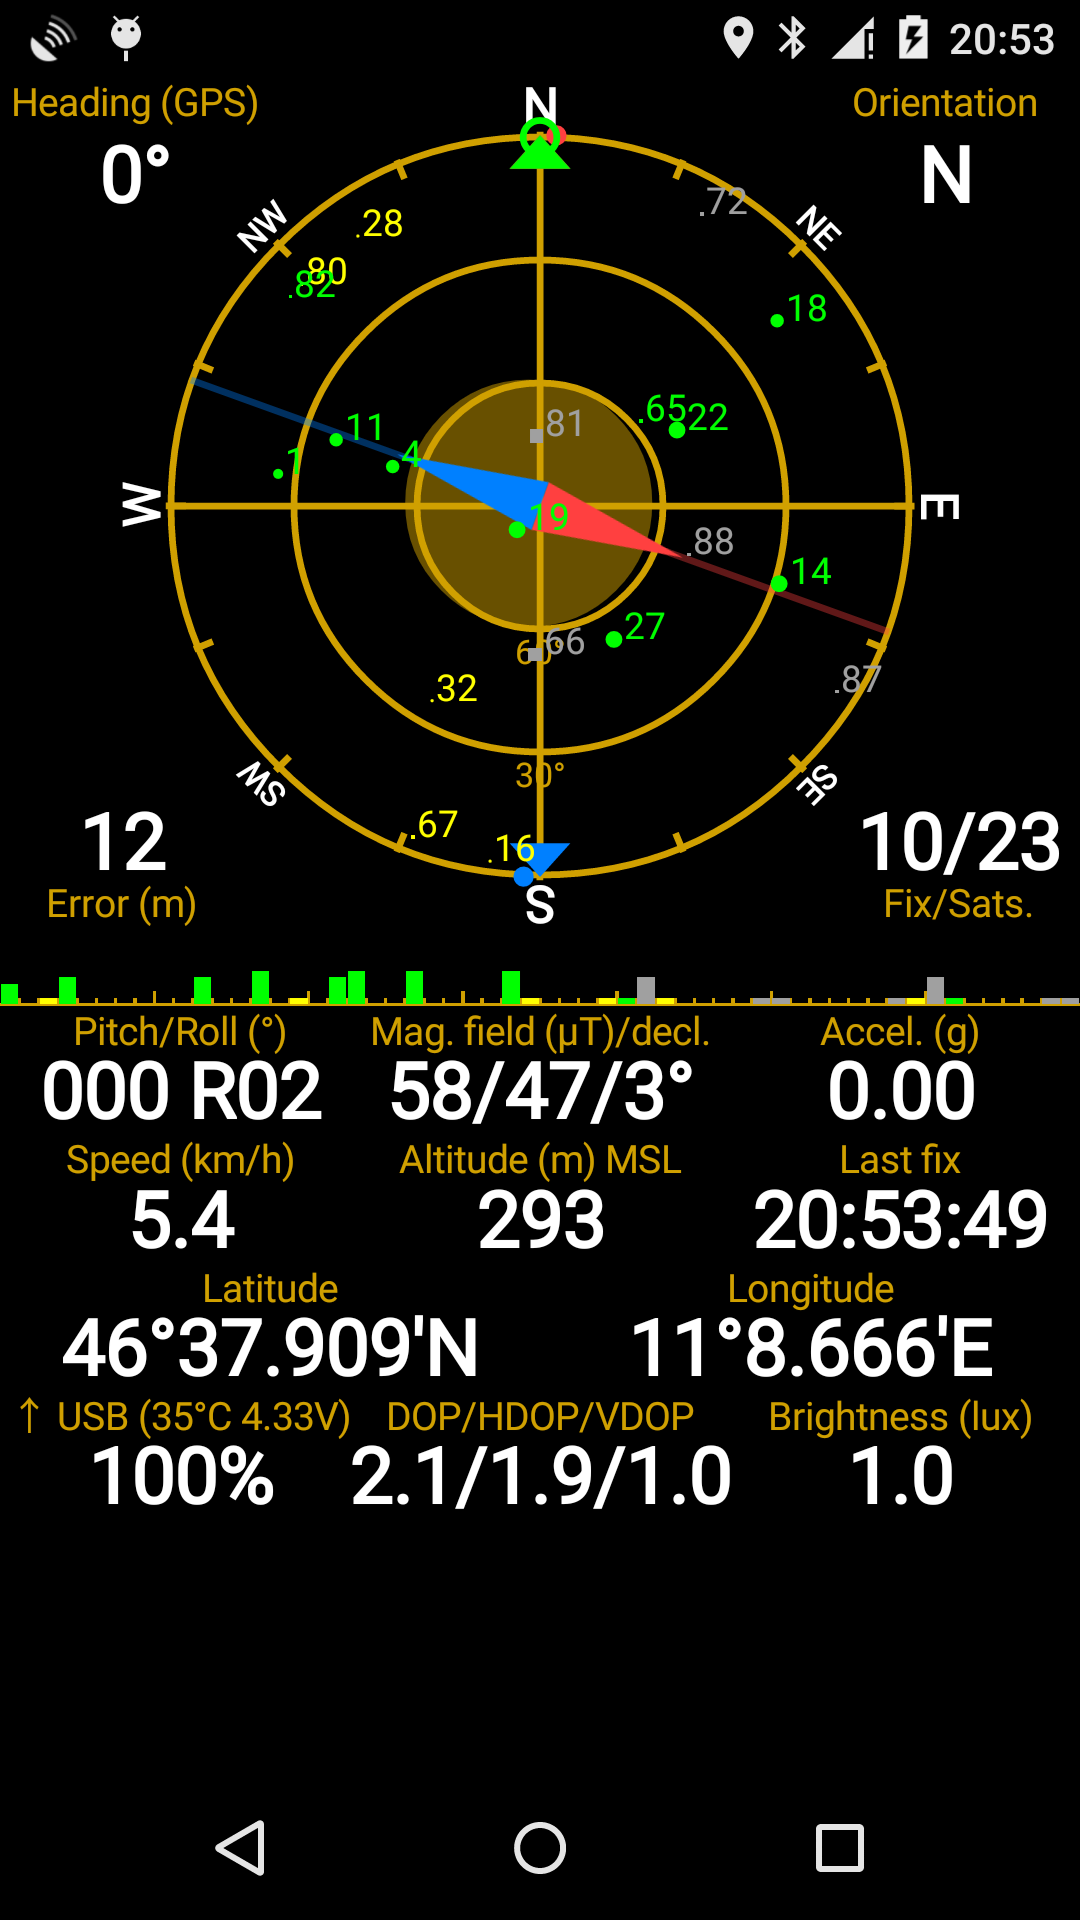 20:53
Heading (GPS)
N
Orientation
0°
N
.72
NW
.28
NE
80
.82
18
.65
22
81
11
1
4
W
19
E
.88
14
27
66
60°
.32
.87
30°
SW
SE
12
.67
.16
10/23
Error (m)
S
Fix/Sats.
Pitch/Roll (°)
Mag. field (µT)/decl.
Accel. (g)
000 R02
58/47/3°
0.00
Speed (km/h)
Altitude (m) MSL
Last fix
5.4
293
20:53:49
Latitude
Longitude
46°37.909'N
11°8.666'E
↑ USB (35°C 4.33V)
DOP/HDOP/VDOP
Brightness (lux)
100%
2.1/1.9/1.0
1.0